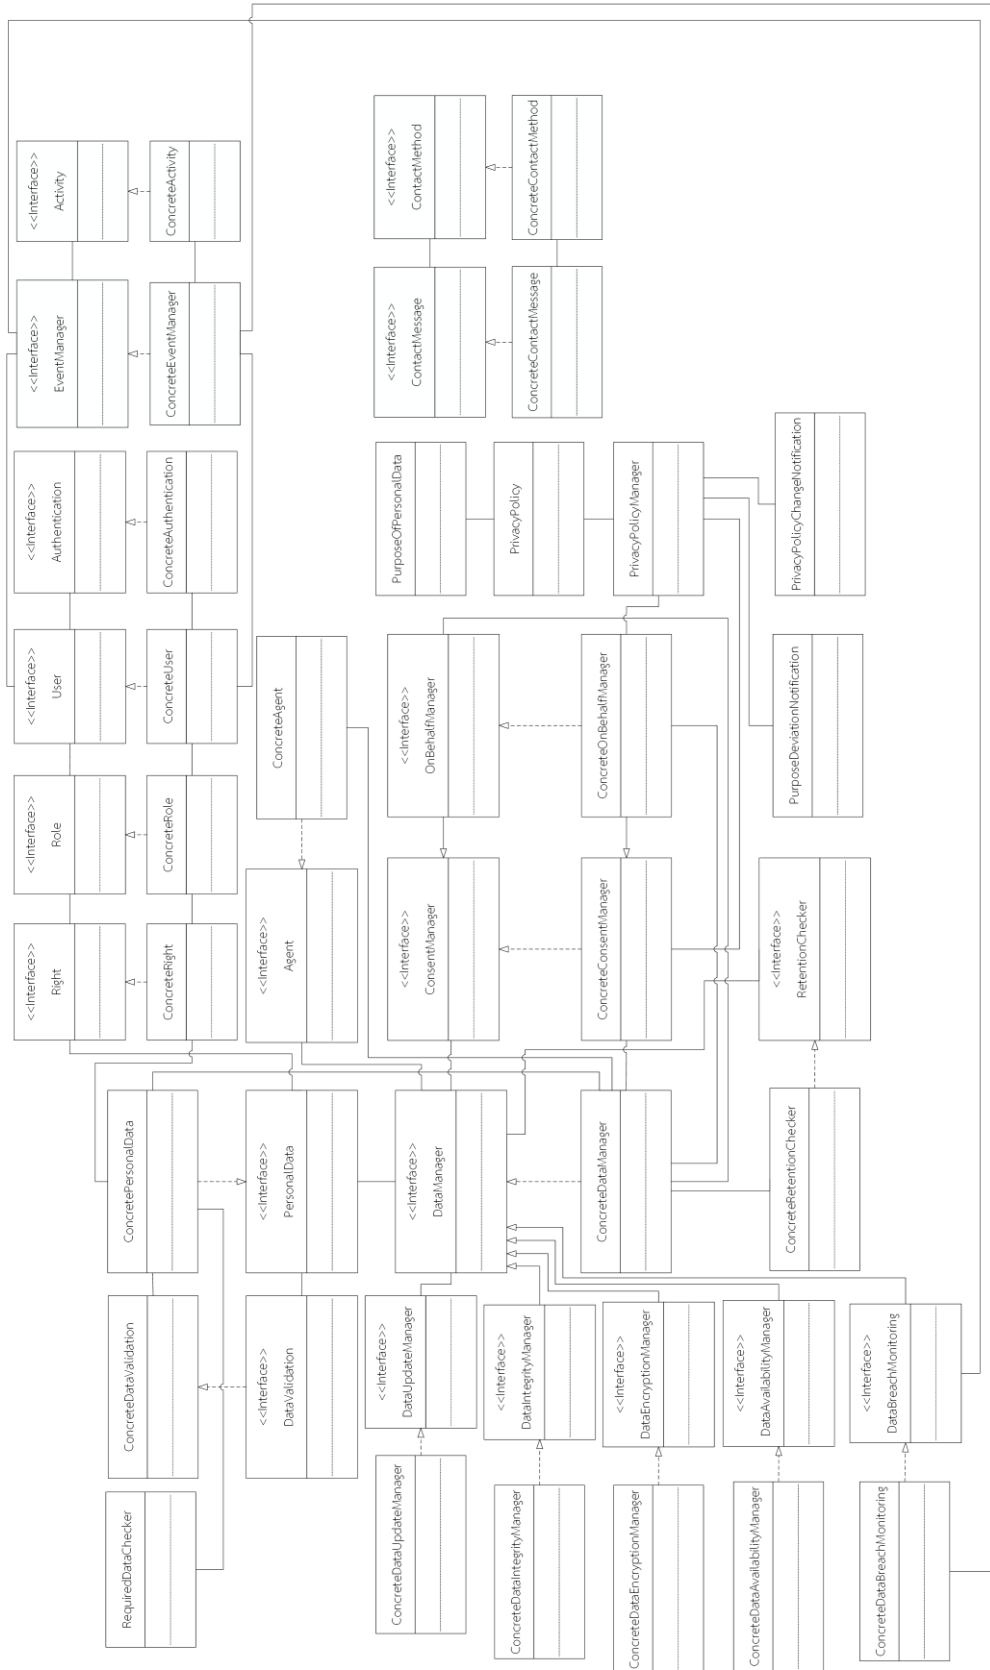 <<Interface>>
Activity
ConcreteActivity
<<Interface>>
EventManager
ConcreteEventManager
<<Interface>>
Authentication
ConcreteAuthentication
<<Interface>>
User
ConcreteUser
<<Interface>>
Role
ConcreteRole
<<Interface>>
Right
ConcreteRight
<<Interface>>
ContactMethod
ConcreteContactMethod
<<Interface>>
ContactMessage
ConcreteContactMessage
PurposeOfPersonalData
PrivacyPolicy
PrivacyPolicyManager
PrivacyPolicyChangeNotification
PurposeDeviationNotification
ConcreteAgent
<<Interface>>
Agent
<<Interface>>
OnBehalfManager
ConcreteOnBehalfManager
<<Interface>>
ConsentManager
ConcreteConsentManager
<<Interface>>
RetentionChecker
ConcreteRetentionChecker
ConcretePersonalData
<<Interface>>
PersonalData
<<Interface>>
DataManager
ConcreteDataManager
ConcreteDataValidation
<<Interface>>
DataValidation
<<Interface>>
DataUpdateManager
<<Interface>>
DataIntegrityManager
<<Interface>>
DataEncryptionManager
<<Interface>>
DataAvailabilityManager
<<Interface>>
DataBreachMonitoring
RequiredDataChecker
ConcreteDataUpdateManager
ConcreteDataIntegrityManager
ConcreteDataEncryptionManager
ConcreteDataAvailabilityManager
ConcreteDataBreachMonitoring